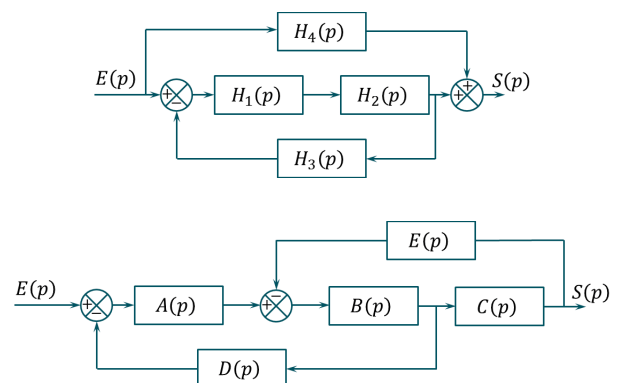 H₄(p)
E(p)
+
−
H₁(p)
H₂(p)
+
+
S(p)
H₃(p)
E(p)
E(p)
+
−
A(p)
−
+
B(p)
C(p)
S(p)
D(p)